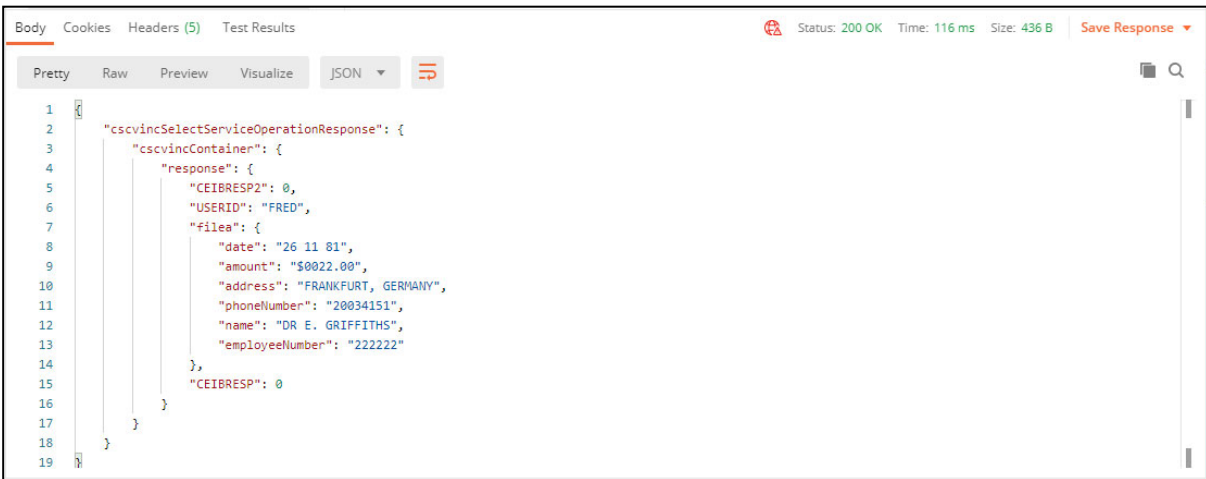 Body Cookies Headers (5) Test Results Status: 200 OK Time: 116 ms Size: 436 B Save Response
Pretty Raw Preview Visualize JSON
1 {
2 "cscvincSelectServiceOperationResponse": {
3 "cscvincContainer": {
4 "response": {
5 "CEIBRESP2": 0,
6 "USERID": "FRED",
7 "filea": {
8 "date": "26 11 81",
9 "amount": "$0022.00",
10 "address": "FRANKFURT, GERMANY",
11 "phoneNumber": "20034151",
12 "name": "DR E. GRIFFITHS",
13 "employeeNumber": "222222"
14 },
15 "CEIBRESP": 0
16 }
17 }
18 }
19 }